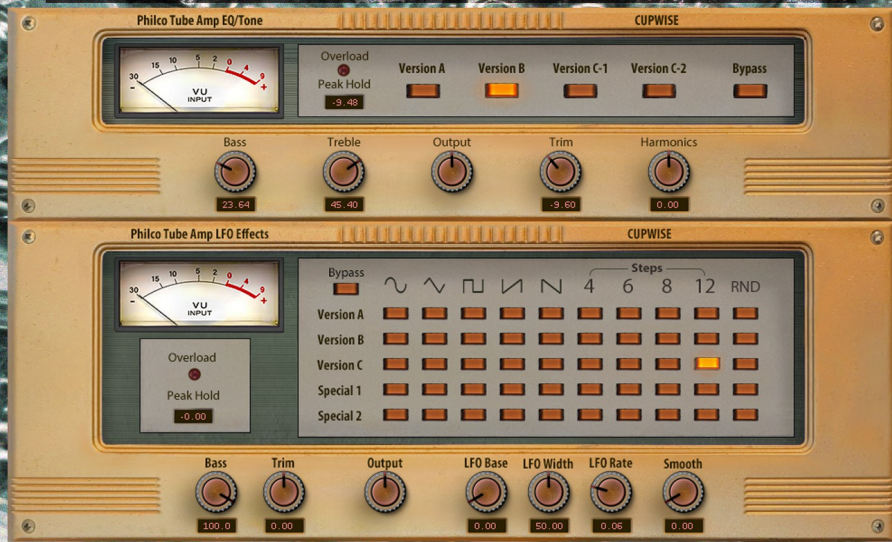 Philco Tube Amp EQ/Tone CUPWISE
Overload
Peak Hold
-9.48
Version A Version B Version C-1 Version C-2 Bypass
30 15 10 5 2 0 4 9
- +
VU
INPUT
Bass Treble Output Trim Harmonics
23.64 45.40 -9.60 0.00
Philco Tube Amp LFO Effects CUPWISE
30 15 10 5 2 0 4 9
- +
VU
INPUT
Overload
Peak Hold
-0.00
Bypass
Steps
4 6 8 12 RND
Version A
Version B
Version C
Special 1
Special 2
Bass Trim Output LFO Base LFO Width LFO Rate Smooth
100.0 0.00 0.00 50.00 0.06 0.00